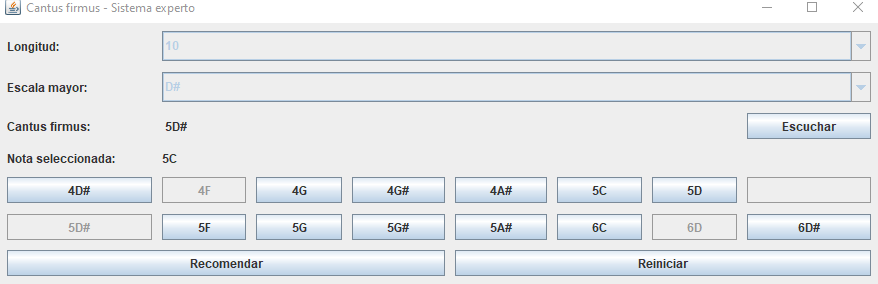 Cantus firmus - Sistema experto
Longitud: 10
Escala mayor: D#
Cantus firmus: 5D# Escuchar
Nota seleccionada: 5C
4D# 4F 4G 4G# 4A# 5C 5D
5D# 5F 5G 5G# 5A# 6C 6D 6D#
Recomendar Reiniciar